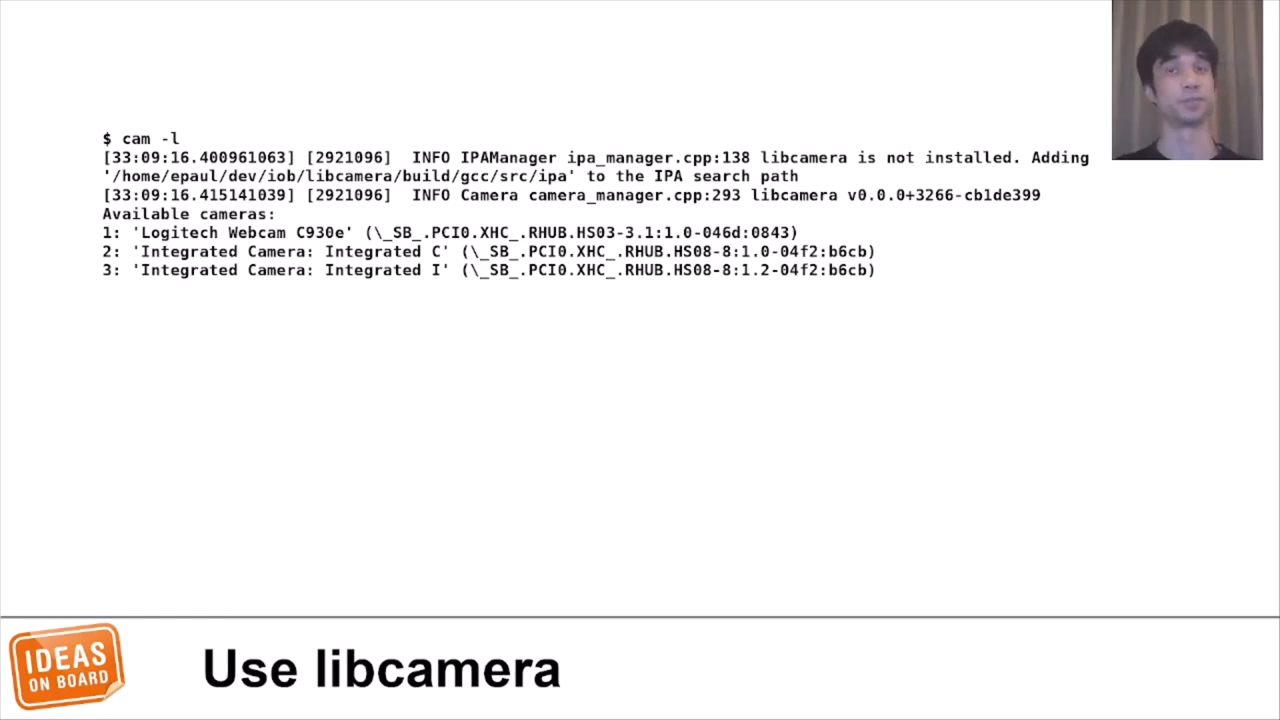 $ cam -l
[33:09:16.400961063] [2921096]  INFO IPAManager ipa_manager.cpp:138 libcamera is not installed. Adding
'/home/epaul/dev/iob/libcamera/build/gcc/src/ipa' to the IPA search path
[33:09:16.415141039] [2921096]  INFO Camera camera_manager.cpp:293 libcamera v0.0.0+3266-cb1de399
Available cameras:
1: 'Logitech Webcam C930e' (\_SB_.PCI0.XHC_.RHUB.HS03-3.1:1.0-046d:0843)
2: 'Integrated Camera: Integrated C' (\_SB_.PCI0.XHC_.RHUB.HS08-8:1.0-04f2:b6cb)
3: 'Integrated Camera: Integrated I' (\_SB_.PCI0.XHC_.RHUB.HS08-8:1.2-04f2:b6cb)
IDEAS
ON BOARD
Use libcamera